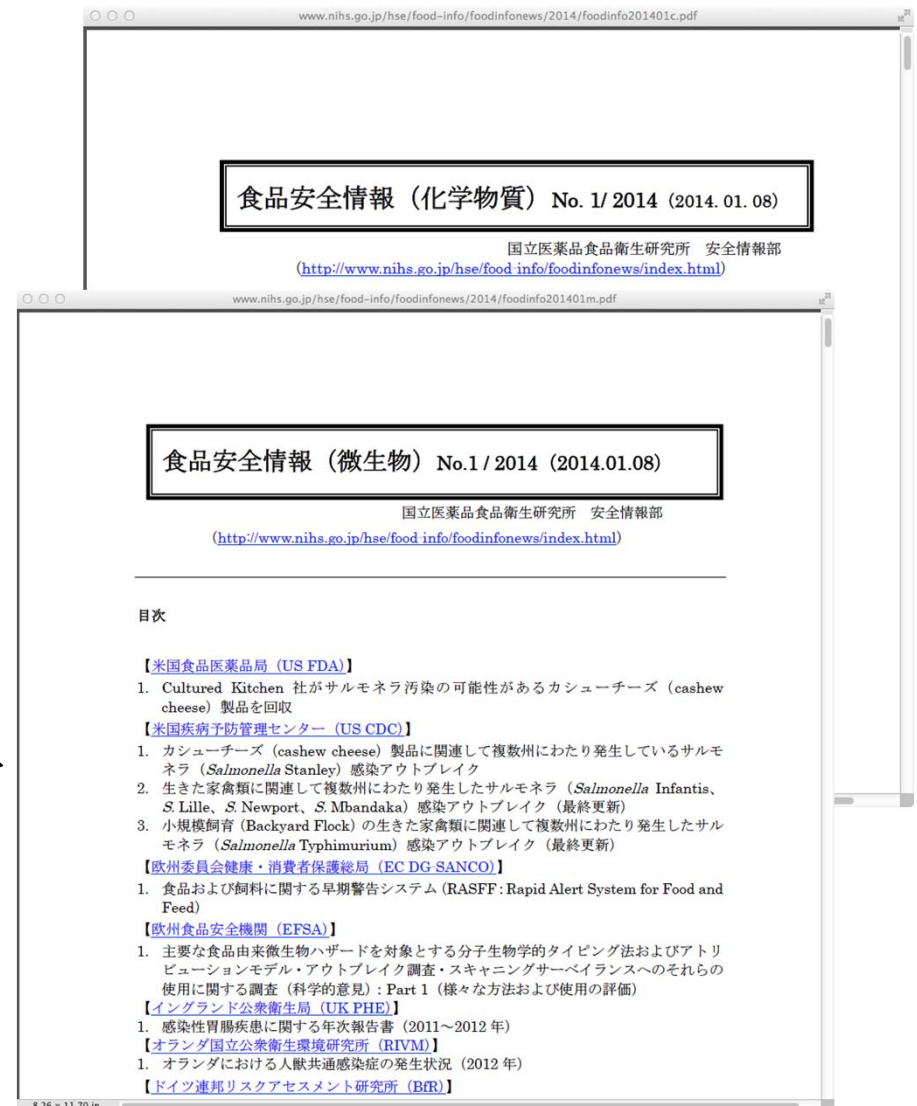 www.nihs.go.jp/hse/food-info/foodinfonews/2014/foodinfo201401c.pdf
食品安全情報（化学物質） No. 1/ 2014 (2014. 01. 08)
国立医薬品食品衛生研究所 安全情報部
(http://www.nihs.go.jp/hse/food-info/foodinfonews/index.html)
www.nihs.go.jp/hse/food-info/foodinfonews/2014/foodinfo201401m.pdf
食品安全情報（微生物） No.1 / 2014（2014.01.08）
国立医薬品食品衛生研究所 安全情報部
(http://www.nihs.go.jp/hse/food-info/foodinfonews/index.html)
目次
【米国食品医薬品局（US FDA）】
1. Cultured Kitchen 社がサルモネラ汚染の可能性があるカシューチーズ（cashew
cheese）製品を回収
【米国疾病予防管理センター（US CDC）】
1. カシューチーズ（cashew cheese）製品に関連して複数州にわたり発生しているサルモ
ネラ（Salmonella Stanley）感染アウトブレイク
2. 生きた家禽類に関連して複数州にわたり発生したサルモネラ（Salmonella Infantis、
S. Lille、S. Newport、S. Mbandaka）感染アウトブレイク（最終更新）
3. 小規模飼育（Backyard Flock）の生きた家禽類に関連して複数州にわたり発生したサル
モネラ（Salmonella Typhimurium）感染アウトブレイク（最終更新）
【欧州委員会健康・消費者保護総局（EC DG-SANCO）】
1. 食品および飼料に関する早期警告システム（RASFF : Rapid Alert System for Food and
Feed）
【欧州食品安全機関（EFSA）】
1. 主要な食品由来微生物ハザードを対象とする分子生物学的タイピング法およびアトリ
ビューションモデル・アウトブレイク調査・スキャニングサーベイランスへのそれらの
使用に関する調査（科学的意見）: Part 1（様々な方法および使用の評価）
【イングランド公衆衛生局（UK PHE）】
1. 感染性胃腸疾患に関する年次報告書（2011～2012 年）
【オランダ国立公衆衛生環境研究所（RIVM）】
1. オランダにおける人獣共通感染症の発生状況（2012 年）
【ドイツ連邦リスクアセスメント研究所（BfR）】
8.26 x 11.70 in